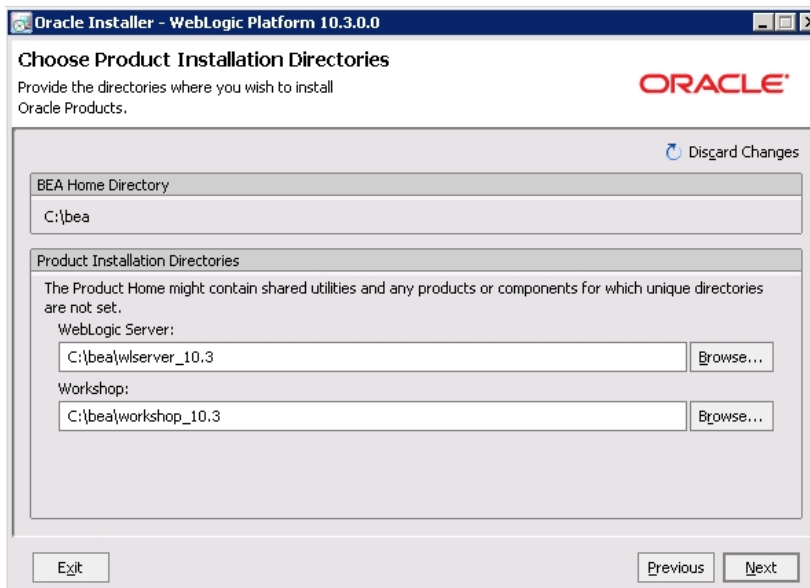 Oracle Installer - WebLogic Platform 10.3.0.0
Choose Product Installation Directories
Provide the directories where you wish to install
Oracle Products.
ORACLE
Discard Changes
BEA Home Directory
C:\bea
Product Installation Directories
The Product Home might contain shared utilities and any products or components for which unique directories
are not set.
WebLogic Server:
C:\bea\wlserver_10.3
Browse...
Workshop:
C:\bea\workshop_10.3
Browse...
Exit
Previous
Next